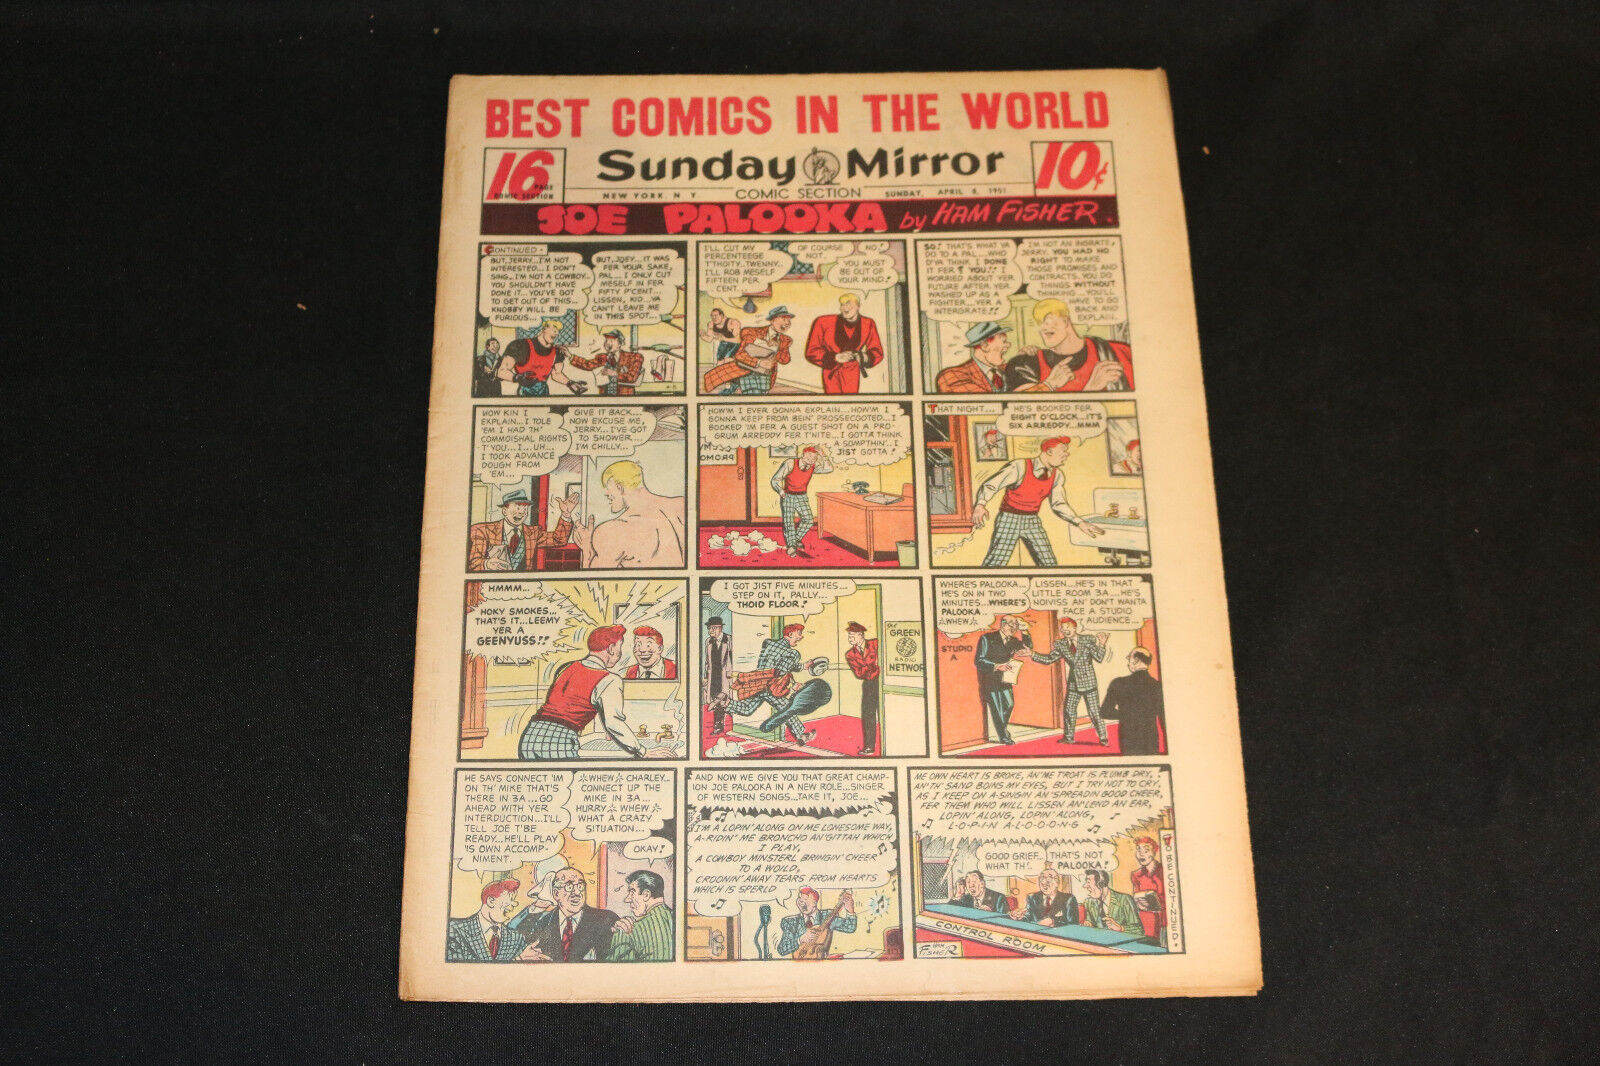 BEST COMICS IN THE WORLD
16
PAGE
COMIC SECTION
Sunday Mirror
10¢
NEW YORK, N Y
COMIC SECTION
SUNDAY, APRIL 8, 1951
JOE PALOOKA by HAM FISHER.
CONTINUED-
BUT, JERRY...I'M NOT
INTERESTED... I DON'T
SING...I'M NOT A COWBOY..
YOU SHOULDN'T HAVE
DONE IT...YOU'VE GOT
TO GET OUT OF THIS...
KNOBBY WILL BE
FURIOUS...
BUT, JOEY...IT WAS
FER YOUR SAKE,
PAL... I ONLY CUT
MESELF IN FER
FIFTY P'CENT...
LISSEN, KID...YA
CAN'T LEAVE ME
IN THIS SPOT...
4-8
I'LL CUT MY
PERCENTEEGE
T'THOITY..TWENNY..
I'LL ROB MESELF
FIFTEEN PER
CENT...
OF COURSE
NOT..
NO!
YOU MUST
BE OUT OF
YOUR MIND!
SO! THAT'S WHAT YA
DO TO A PAL....WHO
D'YA THINK I DONE
IT FER ? YOU!! I
WORRIED ABOUT YER
FUTURE AFTER YER
WASHED UP AS A
FIGHTER...YER A
INTERGRATE!!
I'M NOT AN INGRATE,
JERRY. YOU HAD NO
RIGHT TO MAKE
THOSE PROMISES AND
CONTRACTS. YOU DO
THINGS WITHOUT
THINKING...YOU'LL
HAVE TO GO
BACK AND
EXPLAIN.
HOW KIN I
EXPLAIN...I TOLE
'EM I HAD TH'
COMMOISHAL RIGHTS
-T'YOU...I...UH...
I TOOK ADVANCE
DOUGH FROM
'EM...
GIVE IT BACK...
NOW EXCUSE ME,
JERRY...I'VE GOT
TO SHOWER....
I'M CHILLY...
HOW'M I EVER GONNA EXPLAIN...HOW'M I
GONNA KEEP FROM BEIN' PROSSECOOTED...I
BOOKED 'IM FER A GUEST SHOT ON A PRO-
GRUM ARREDDY FER T'NITE...I GOTTA THINK
A SOMPTHIN'..I
JIST GOTTA!
THAT NIGHT...
HE'S BOOKED FER
EIGHT O'CLOCK...IT'S
SIX ARREDDY...MMM
HMMM...
HOKY SMOKES...
THAT'S IT...LEEMY
YER A
GEENYUSS!!
I GOT JIST FIVE MINUTES...
STEP ON IT, PALLY...
THOID FLOOR!
THE
GREEN
RADIO
NETWOR
WHERE'S PALOOKA...
HE'S ON IN TWO
MINUTES...WHERE'S
PALOOKA..
WHEW
STUDIO
A
LISSEN...HE'S IN THAT
LITTLE ROOM 3A...HE'S
NOIVISS AN' DON'T WANTA
FACE A STUDIO
AUDIENCE...
HE SAYS CONNECT 'IM
ON TH' MIKE THAT'S
THERE IN 3A...GO
AHEAD WITH YER
INTERDUCTION...I'LL
TELL JOE T'BE
READY...HE'LL PLAY
'IS OWN ACCOMP-
NIMENT.
WHEW CHARLEY..
CONNECT UP THE
MIKE IN 3A...
HURRY WHEW
WHAT A CRAZY
SITUATION...
OKAY!
AND NOW WE GIVE YOU THAT GREAT CHAMP-
ION JOE PALOOKA IN A NEW ROLE...SINGER
OF WESTERN SONGS...TAKE IT, JOE...
I'M A LOPIN' ALONG ON ME LONESOME WAY,
A-RIDIN' ME BRONCHO AN' GITTAH WHICH
I PLAY,
A COWBOY MINSTERL BRINGIN' CHEER
TO A WOILD,
CROONIN' AWAY TEARS FROM HEARTS
WHICH IS SPERLD
ME OWN HEART IS BROKE, AN' ME T'ROAT IS PLUMB DRY,
AN' TH' SAND BOINS MY EYES, BUT I TRY NOT TO CRY,
AS I KEEP ON A-SINGIN AN' SPREADIN GOOD CHEER,
FER THEM WHO WILL LISSEN AN' LEND AN EAR,
LOPIN' ALONG, LOPIN' ALONG,
L-O-P-I-N A-L-O-O-O-N-G
GOOD GRIEF..
WHAT TH'..
THAT'S NOT
PALOOKA!
CONTROL ROOM
HAM
FISHER
TO BE CONTINUED.